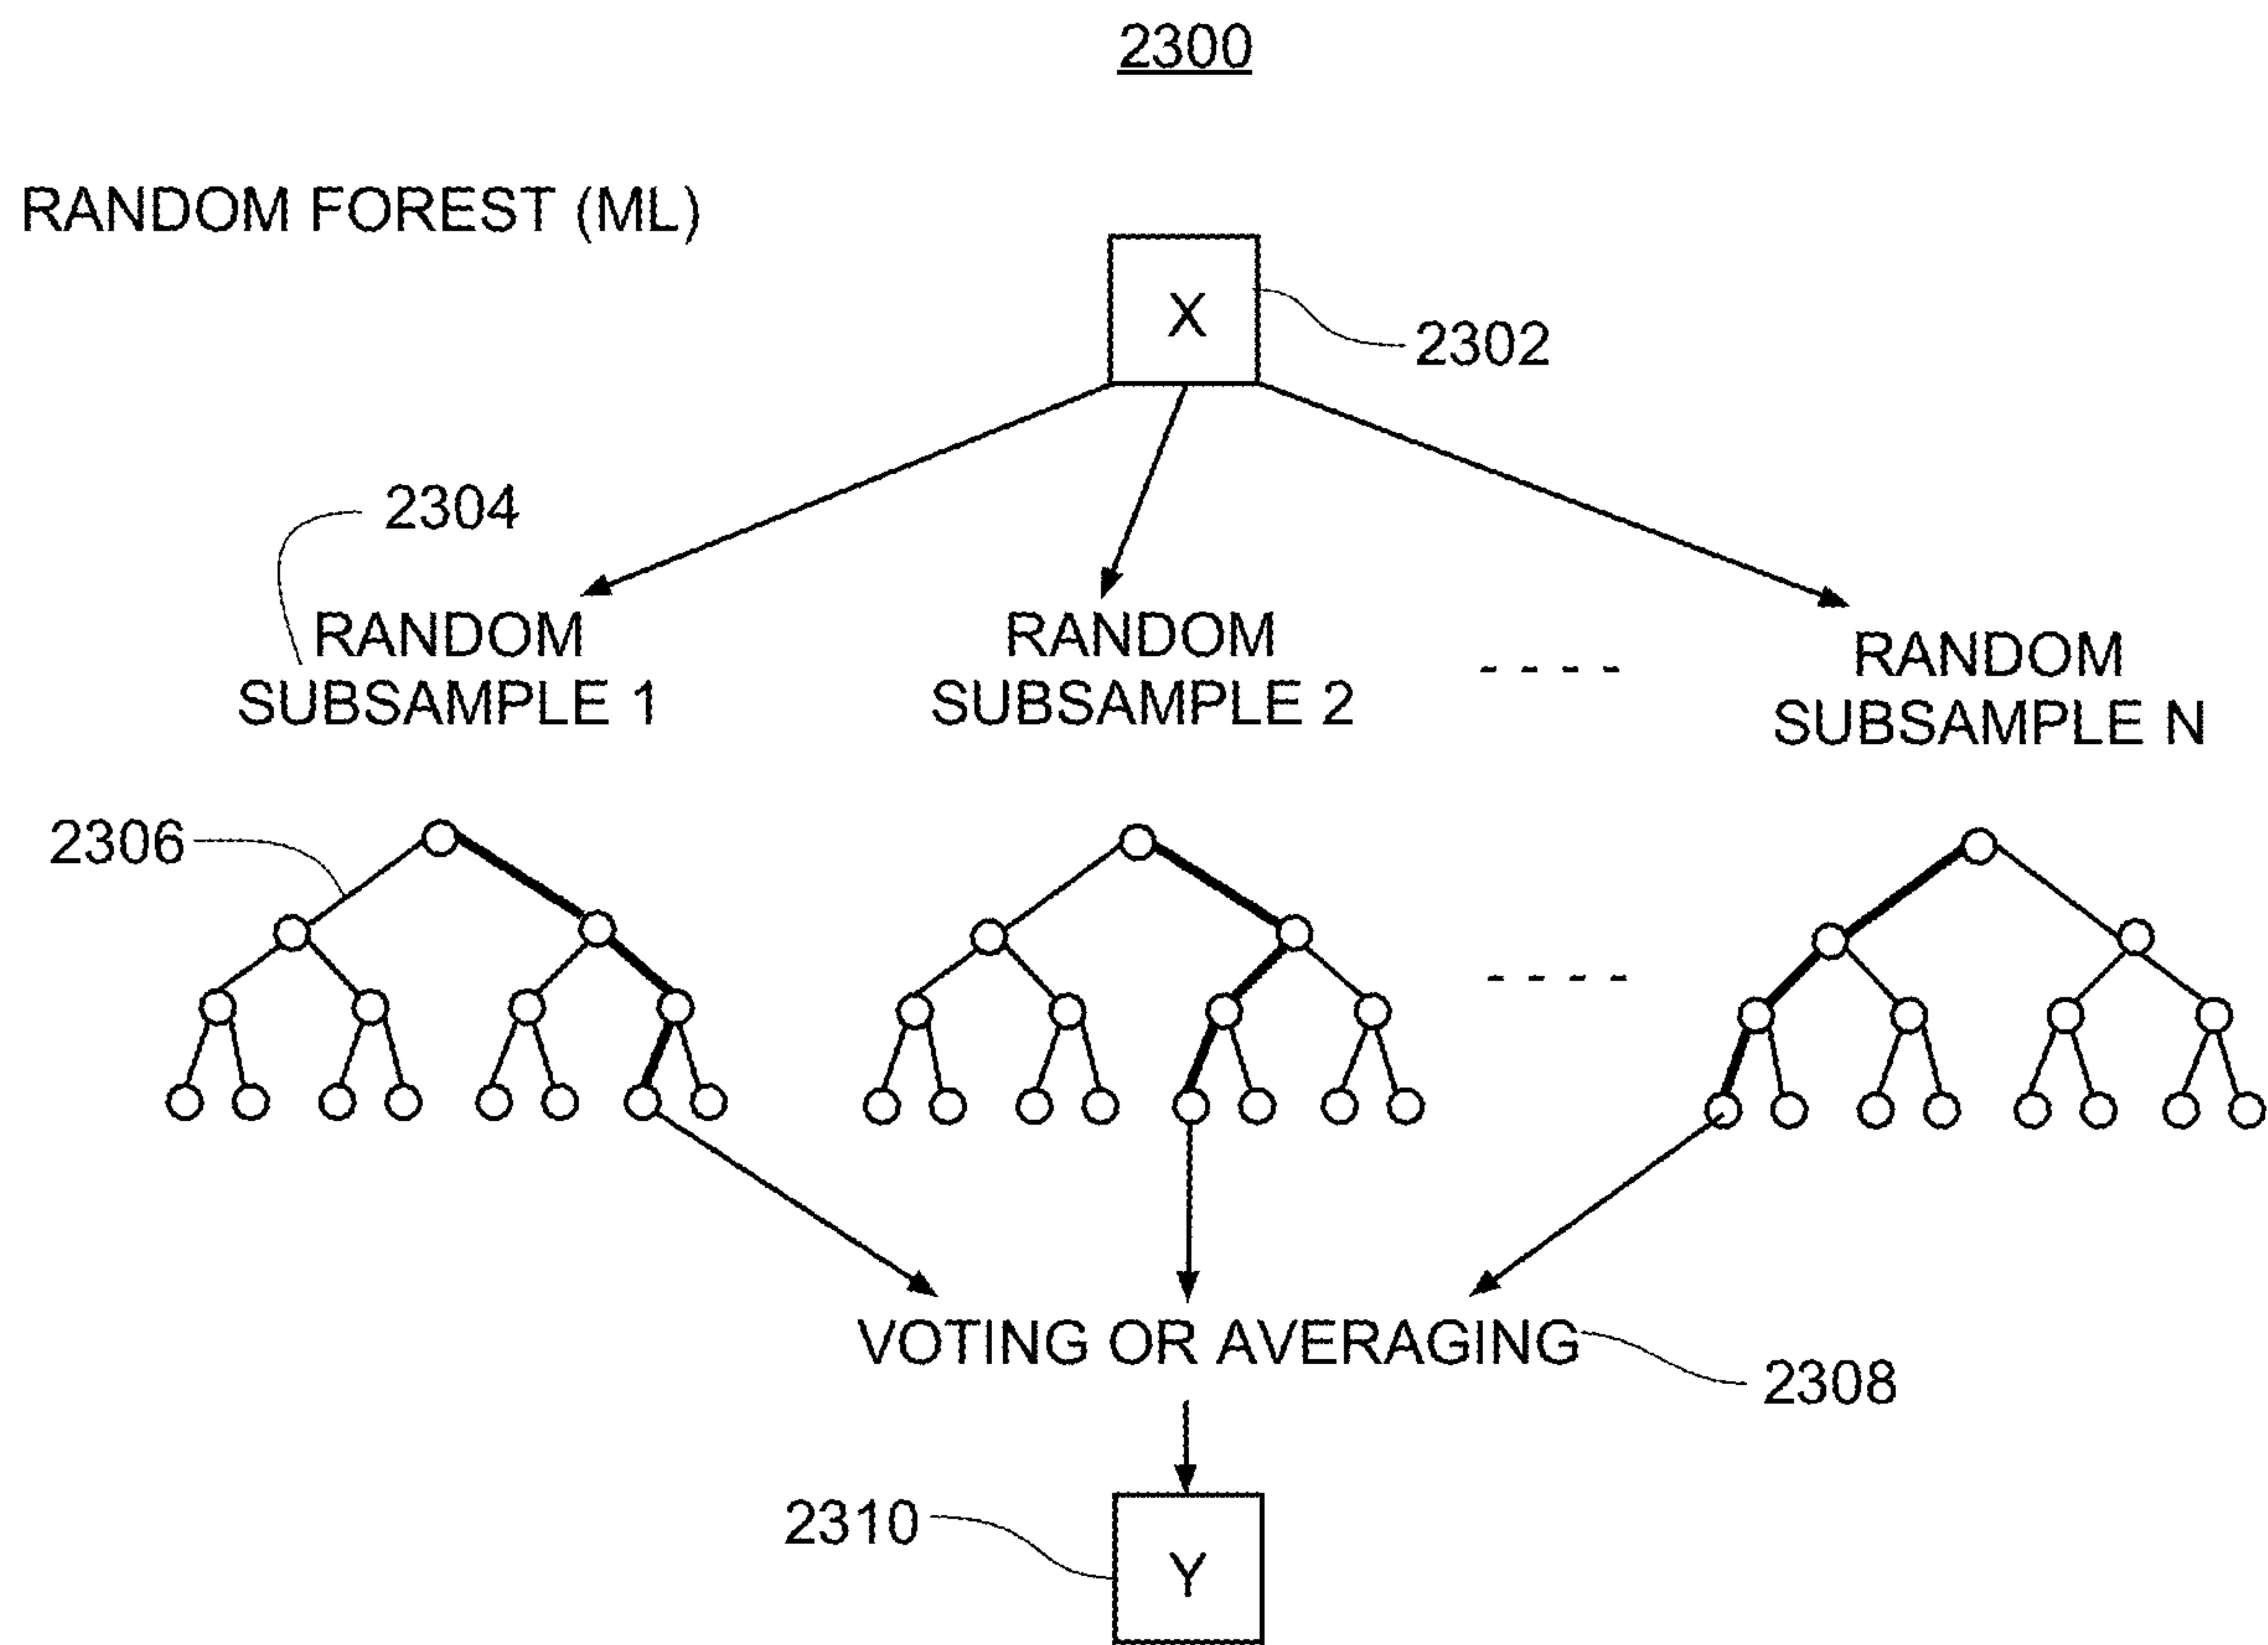 2300
RANDOM FOREST (ML)
X
2302
2304
RANDOM
SUBSAMPLE 1
RANDOM
SUBSAMPLE 2
- - - -
RANDOM
SUBSAMPLE N
2306
- - - -
VOTING OR AVERAGING
2308
2310
Y